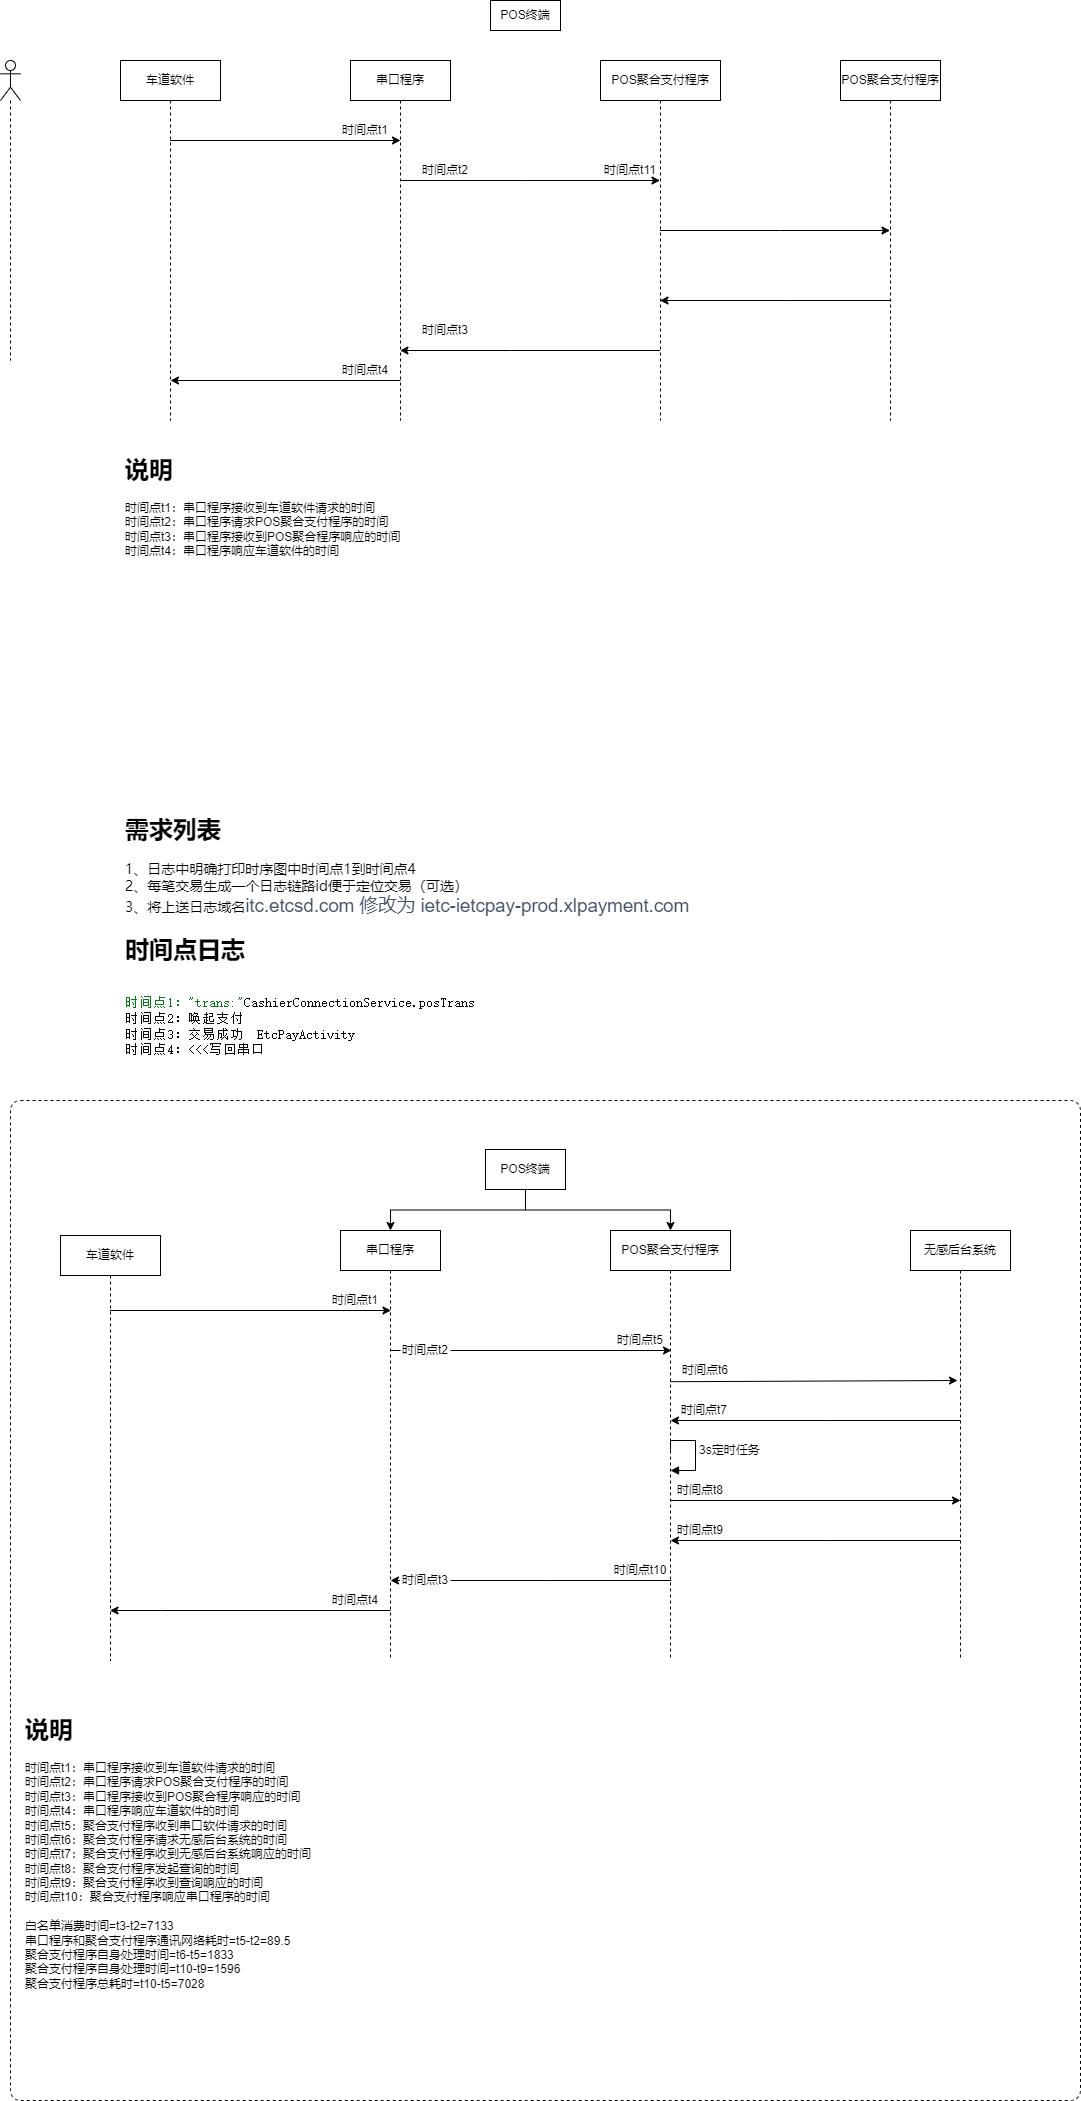 POS终端
车道软件
串口程序
POS聚合支付程序
POS聚合支付程序
时间点t1
时间点t2
时间点t11
时间点t3
时间点t4
说明
时间点t1：串口程序接收到车道软件请求的时间
时间点t2：串口程序请求POS聚合支付程序的时间
时间点t3：串口程序接收到POS聚合程序响应的时间
时间点t4：串口程序响应车道软件的时间
需求列表
1、日志中明确打印时序图中时间点1到时间点4
2、每笔交易生成一个日志链路id便于定位交易（可选）
3、将上送日志域名itc.etcsd.com 修改为 ietc-ietcpay-prod.xlpayment.com
时间点日志
时间点1："trans:"CashierConnectionService.posTrans
时间点2：唤起支付
时间点3：交易成功  EtcPayActivity
时间点4：<<<写回串口
POS终端
车道软件
串口程序
POS聚合支付程序
无感后台系统
时间点t1
时间点t2
时间点t5
时间点t6
时间点t7
3s定时任务
时间点t8
时间点t9
时间点t10
时间点t3
时间点t4
说明
时间点t1：串口程序接收到车道软件请求的时间
时间点t2：串口程序请求POS聚合支付程序的时间
时间点t3：串口程序接收到POS聚合程序响应的时间
时间点t4：串口程序响应车道软件的时间
时间点t5：聚合支付程序收到串口软件请求的时间
时间点t6：聚合支付程序请求无感后台系统的时间
时间点t7：聚合支付程序收到无感后台系统响应的时间
时间点t8：聚合支付程序发起查询的时间
时间点t9：聚合支付程序收到查询响应的时间
时间点t10：聚合支付程序响应串口程序的时间
白名单消费时间=t3-t2=7133
串口程序和聚合支付程序通讯网络耗时=t5-t2=89.5
聚合支付程序自身处理时间=t6-t5=1833
聚合支付程序自身处理时间=t10-t9=1596
聚合支付程序总耗时=t10-t5=7028